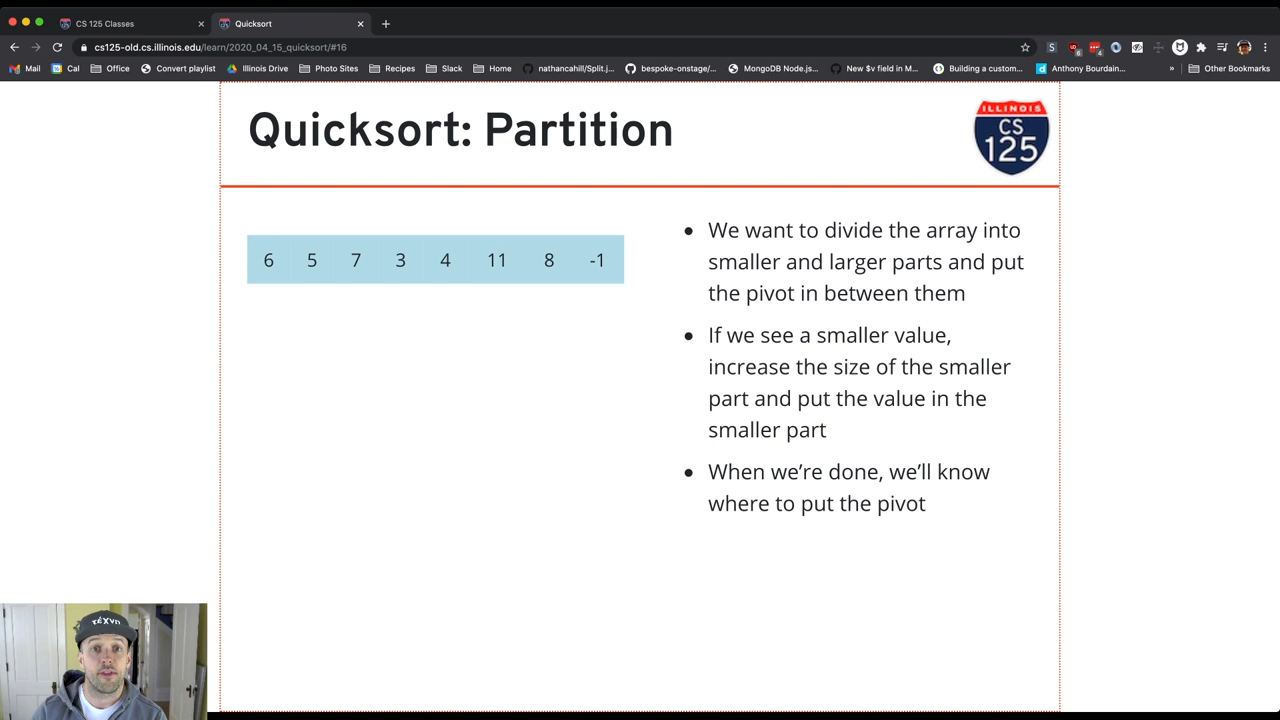 CS 125 Classes
Quicksort
cs125-old.cs.illinois.edu/learn/2020_04_15_quicksort/#16
Mail Cal Office Convert playlist Illinois Drive Photo Sites Recipes Slack Home nathancahill/Split.j... bespoke-onstage/... MongoDB Node.js... New $v field in M... Building a custom... Anthony Bourdain... » Other Bookmarks
Quicksort: Partition
ILLINOIS
CS
125
6 5 7 3 4 11 8 -1
• We want to divide the array into
smaller and larger parts and put
the pivot in between them
• If we see a smaller value,
increase the size of the smaller
part and put the value in the
smaller part
• When we’re done, we’ll know
where to put the pivot